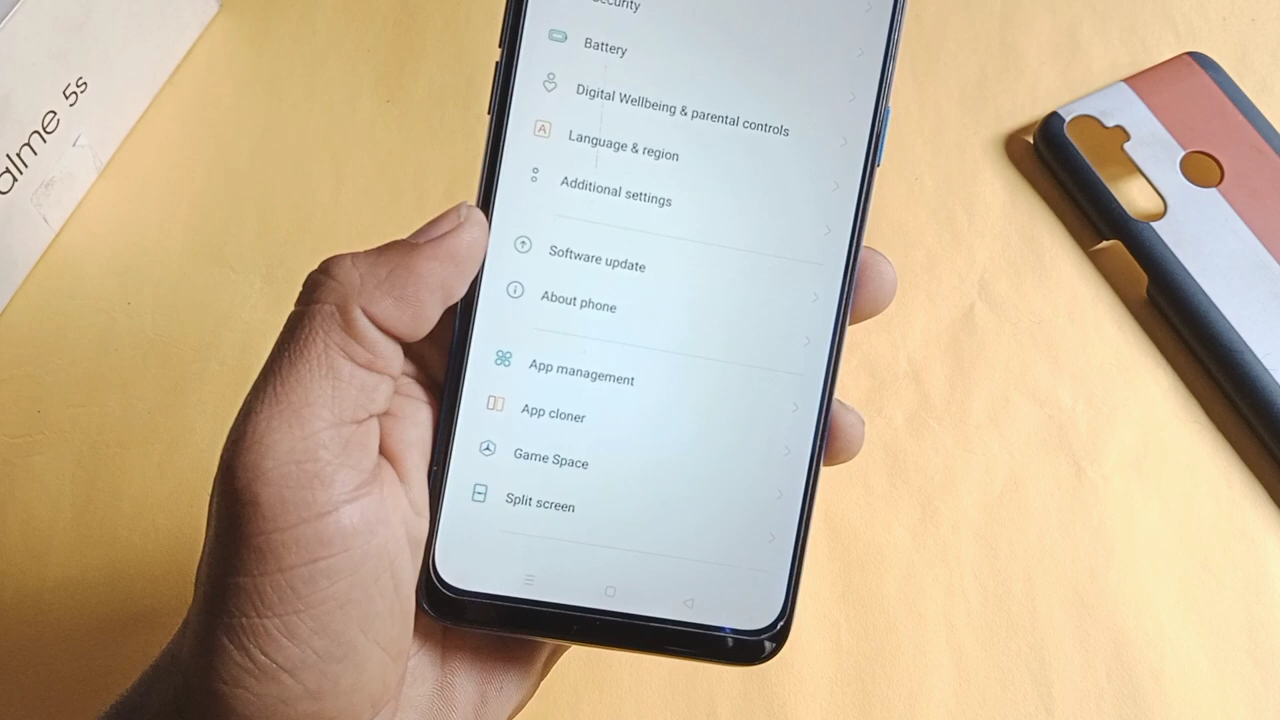 alme 5s
Security
Battery
Digital Wellbeing & parental controls
A
Language & region
Additional settings
Software update
About phone
App management
App cloner
Game Space
Split screen